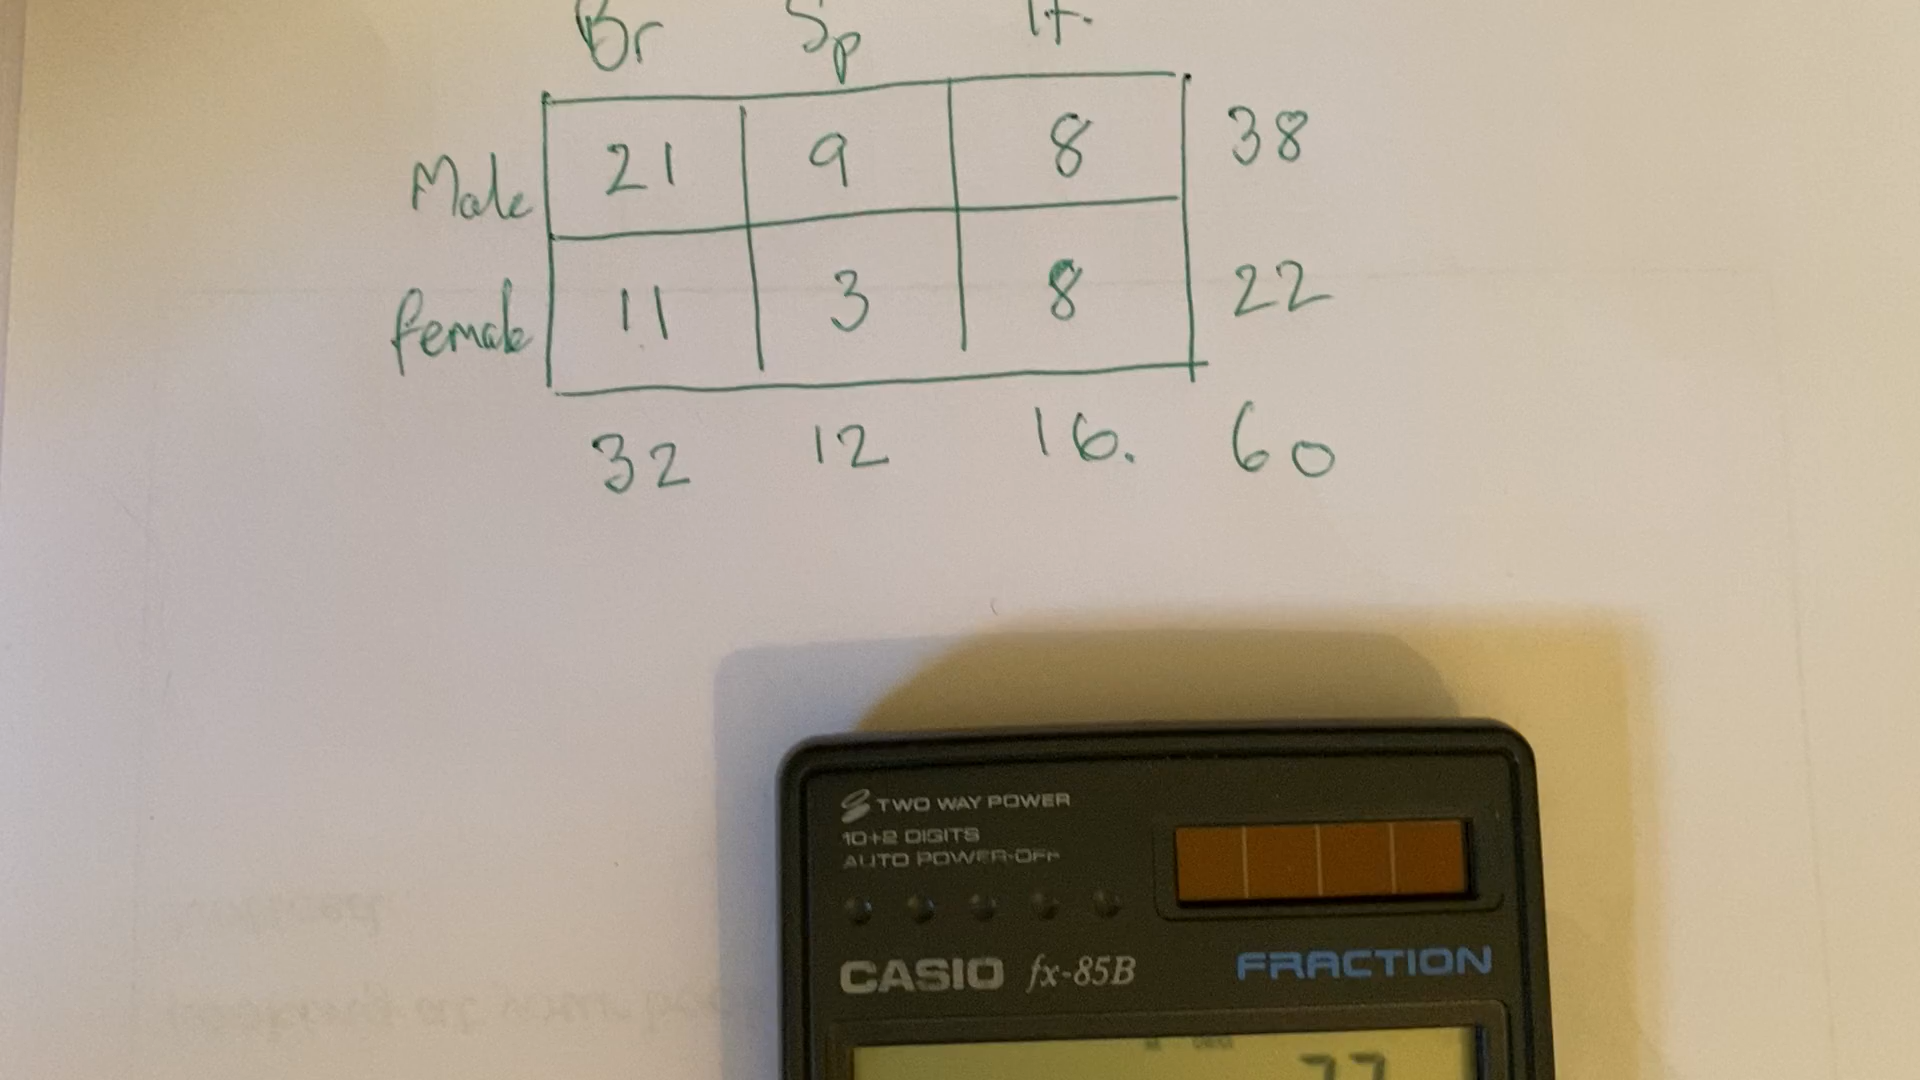 Br Sp It.
Male 21 9 8 38
female 11 3 8 22
32 12 16. 60
TWO WAY POWER
10+2 DIGITS
AUTO POWER-OFF
CASIO fx-85B FRACTION